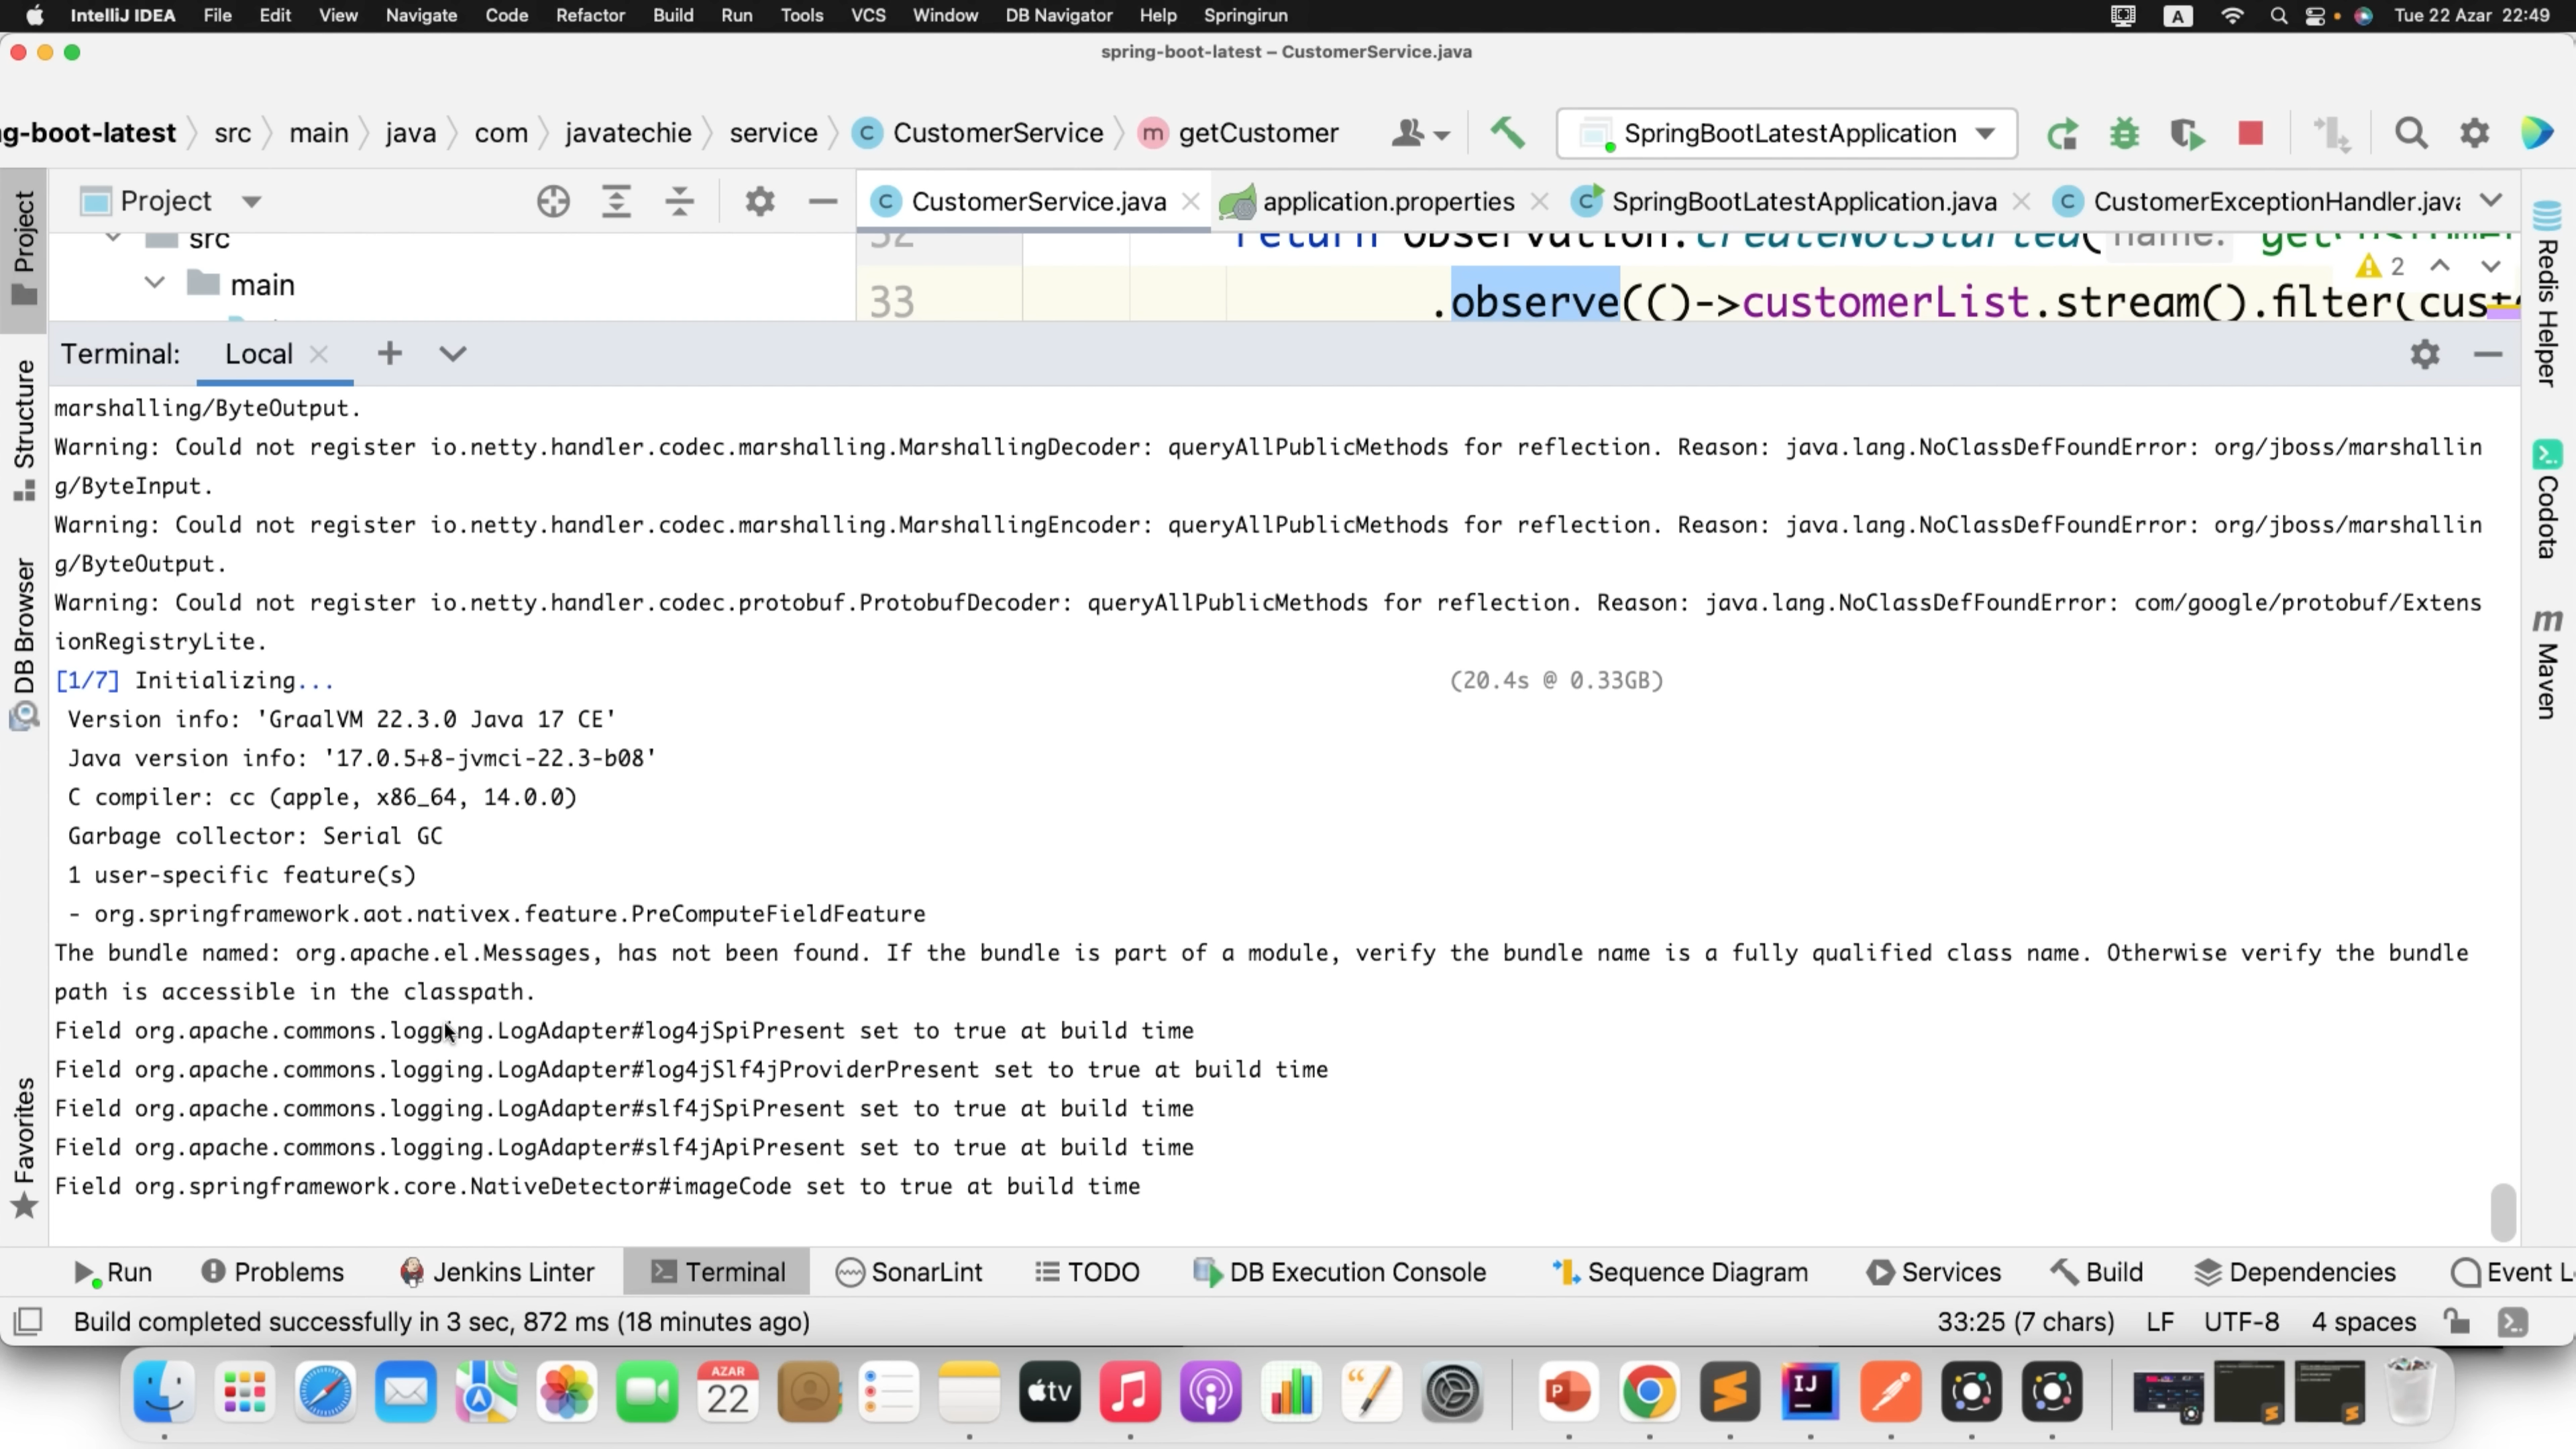 IntelliJ IDEA File Edit View Navigate Code Refactor Build Run Tools VCS Window DB Navigator Help Springirun A Tue 22 Azar 22:49
spring-boot-latest – CustomerService.java
ng-boot-latest src main java com javatechie service C CustomerService m getCustomer SpringBootLatestApplication
Project C CustomerService.java application.properties C SpringBootLatestApplication.java C CustomerExceptionHandler.java
src
32 return Observation.createNotStarted( name:
main
2
33 .observe(()->customerList.stream().filter(cust
Terminal: Local
marshalling/ByteOutput.
Warning: Could not register io.netty.handler.codec.marshalling.MarshallingDecoder: queryAllPublicMethods for reflection. Reason: java.lang.NoClassDefFoundError: org/jboss/marshallin
g/ByteInput.
Warning: Could not register io.netty.handler.codec.marshalling.MarshallingEncoder: queryAllPublicMethods for reflection. Reason: java.lang.NoClassDefFoundError: org/jboss/marshallin
g/ByteOutput.
Warning: Could not register io.netty.handler.codec.protobuf.ProtobufDecoder: queryAllPublicMethods for reflection. Reason: java.lang.NoClassDefFoundError: com/google/protobuf/Extens
ionRegistryLite.
[1/7] Initializing... (20.4s @ 0.33GB)
Version info: 'GraalVM 22.3.0 Java 17 CE'
Java version info: '17.0.5+8-jvmci-22.3-b08'
C compiler: cc (apple, x86_64, 14.0.0)
Garbage collector: Serial GC
1 user-specific feature(s)
- org.springframework.aot.nativex.feature.PreComputeFieldFeature
The bundle named: org.apache.el.Messages, has not been found. If the bundle is part of a module, verify the bundle name is a fully qualified class name. Otherwise verify the bundle
path is accessible in the classpath.
Field org.apache.commons.logging.LogAdapter#log4jSpiPresent set to true at build time
Field org.apache.commons.logging.LogAdapter#log4jSlf4jProviderPresent set to true at build time
Field org.apache.commons.logging.LogAdapter#slf4jSpiPresent set to true at build time
Field org.apache.commons.logging.LogAdapter#slf4jApiPresent set to true at build time
Field org.springframework.core.NativeDetector#imageCode set to true at build time
Project
Structure
DB Browser
Favorites
Redis Helper
Codota
m Maven
Run Problems Jenkins Linter Terminal SonarLint TODO DB Execution Console Sequence Diagram Services Build Dependencies Event L
Build completed successfully in 3 sec, 872 ms (18 minutes ago) 33:25 (7 chars) LF UTF-8 4 spaces
AZAR
22
tv
P
IJ